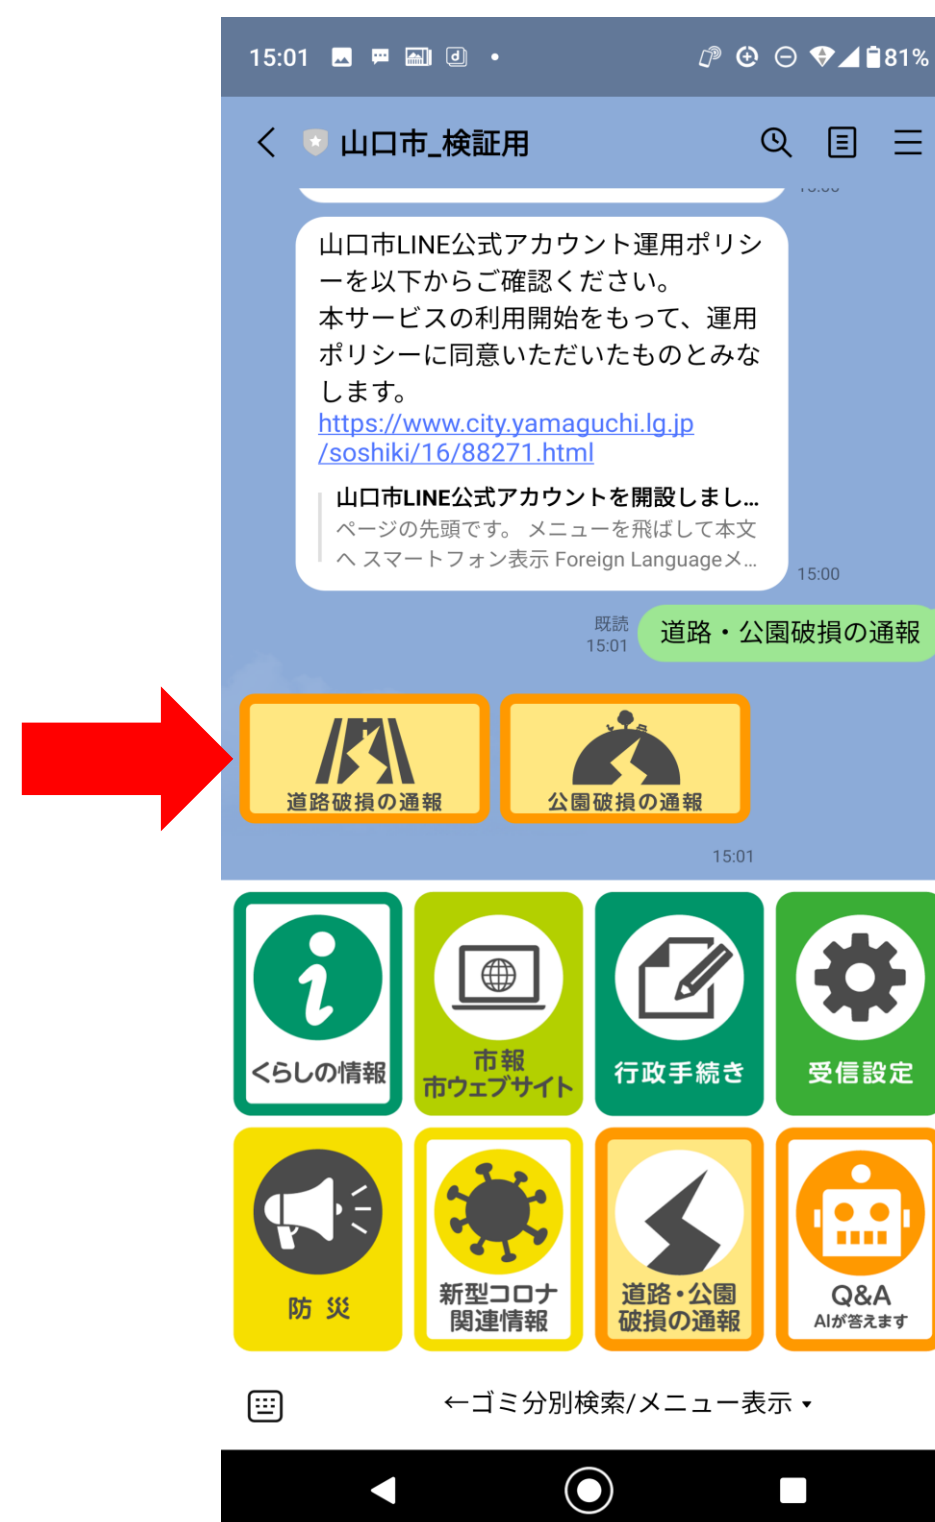 15:01
81%
山口市_検証用
山口市LINE公式アカウント運用ポリシ
ーを以下からご確認ください。
本サービスの利用開始をもって、運用
ポリシーに同意いただいたものとみな
します。
https://www.city.yamaguchi.lg.jp
/soshiki/16/88271.html
山口市LINE公式アカウントを開設しまし...
ページの先頭です。 メニューを飛ばして本文
へ スマートフォン表示 Foreign Languageメ...
15:00
既読
15:01
道路・公園破損の通報
道路破損の通報
公園破損の通報
15:01
くらしの情報
市報
市ウェブサイト
行政手続き
受信設定
防 災
新型コロナ
関連情報
道路・公園
破損の通報
Q&A
AIが答えます
←ゴミ分別検索/メニュー表示 ▾